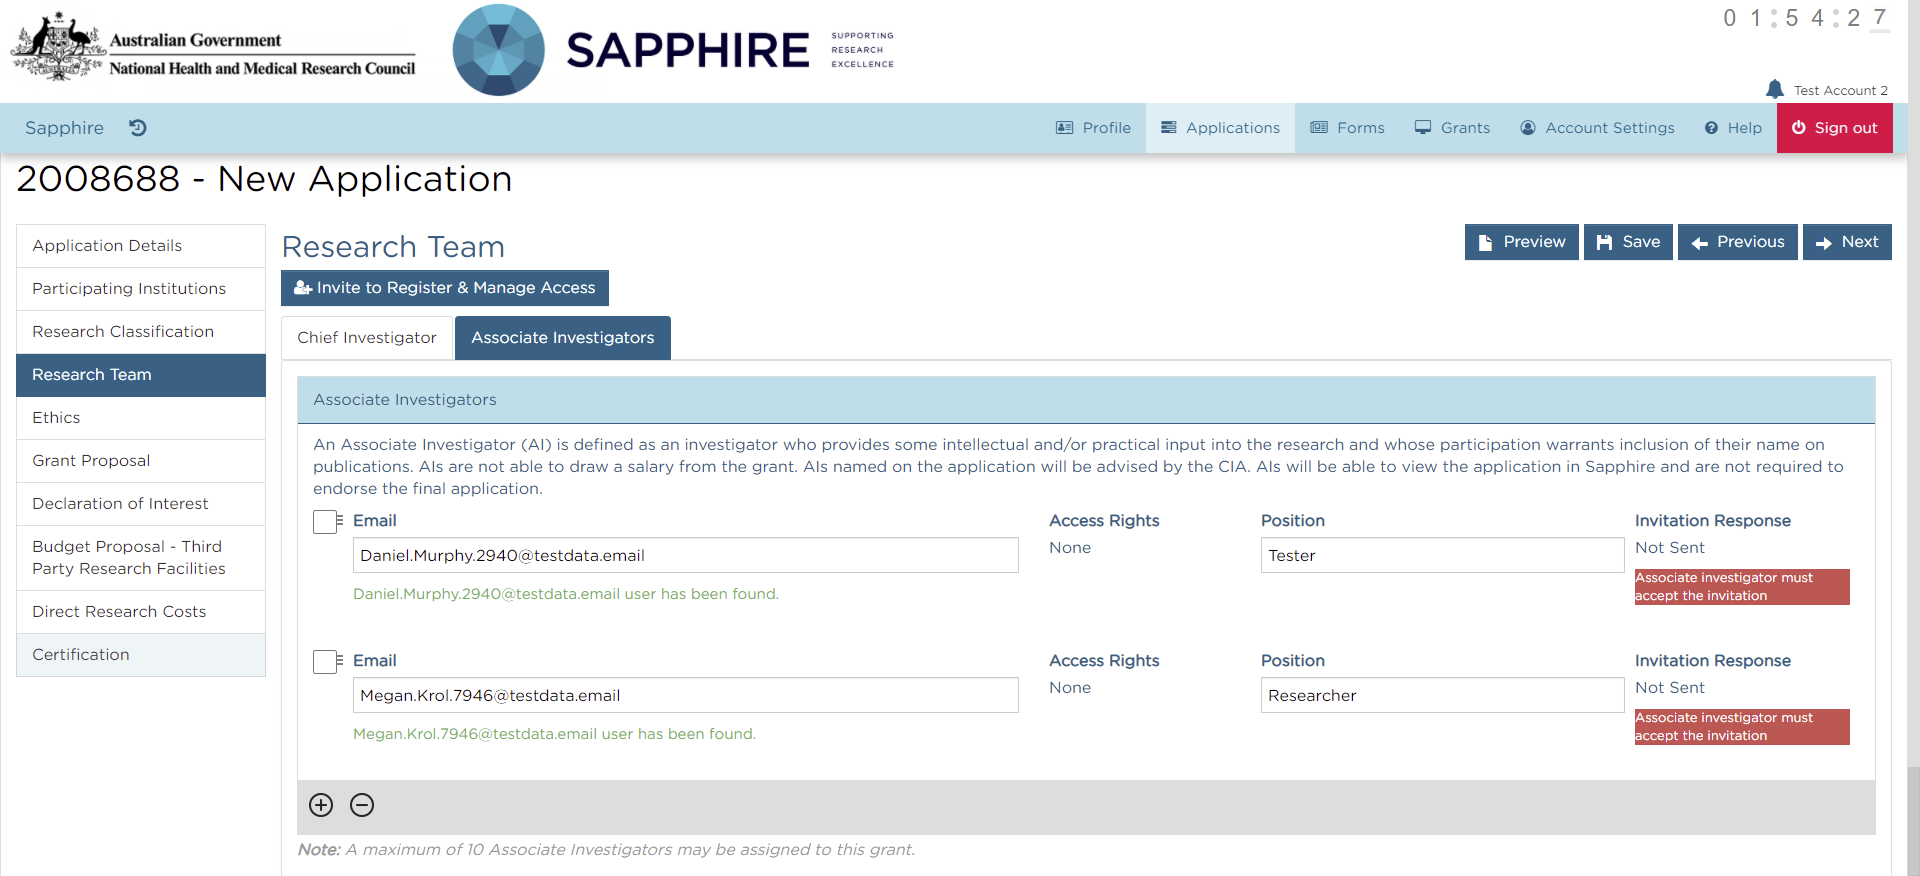 Australian Government
National Health and Medical Research Council
SAPPHIRE
SUPPORTING
RESEARCH
EXCELLENCE
01:54:27
Test Account 2
Sapphire
Profile
Applications
Forms
Grants
Account Settings
Help
Sign out
2008688 - New Application
Application Details
Participating Institutions
Research Classification
Research Team
Ethics
Grant Proposal
Declaration of Interest
Budget Proposal - Third
Party Research Facilities
Direct Research Costs
Certification
Research Team
Preview
Save
Previous
Next
Invite to Register & Manage Access
Chief Investigator
Associate Investigators
Associate Investigators
An Associate Investigator (AI) is defined as an investigator who provides some intellectual and/or practical input into the research and whose participation warrants inclusion of their name on
publications. AIs are not able to draw a salary from the grant. AIs named on the application will be advised by the CIA. AIs will be able to view the application in Sapphire and are not required to
endorse the final application.
Email
Access Rights
Position
Invitation Response
Daniel.Murphy.2940@testdata.email
None
Tester
Not Sent
Daniel.Murphy.2940@testdata.email user has been found.
Associate investigator must
accept the invitation
Email
Access Rights
Position
Invitation Response
Megan.Krol.7946@testdata.email
None
Researcher
Not Sent
Megan.Krol.7946@testdata.email user has been found.
Associate investigator must
accept the invitation
Note: A maximum of 10 Associate Investigators may be assigned to this grant.